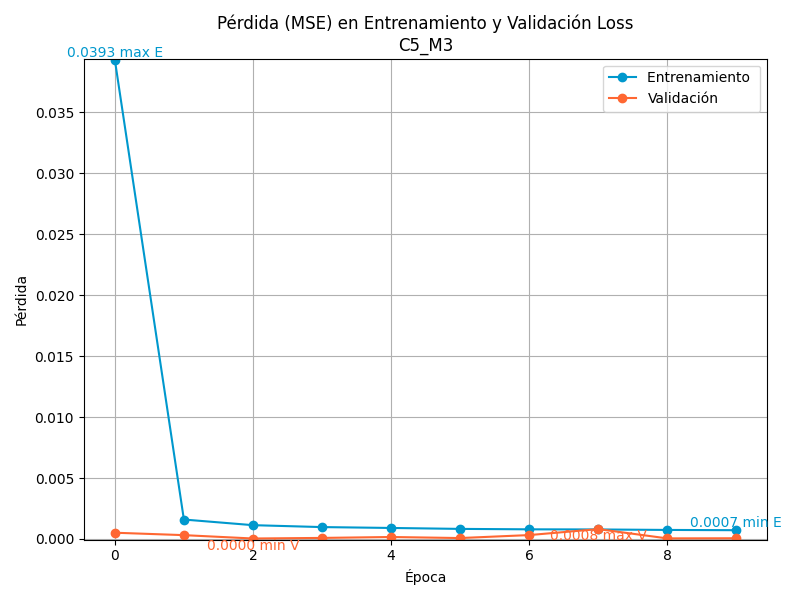 Pérdida (MSE) en Entrenamiento y Validación Loss
C5_M3
0.0393 max E
Entrenamiento
Validación
0.035
0.030
0.025
0.020
0.015
0.010
0.005
0.000
Pérdida
0.0007 min E
0.0008 max V
0.0000 min V
0 2 4 6 8
Época